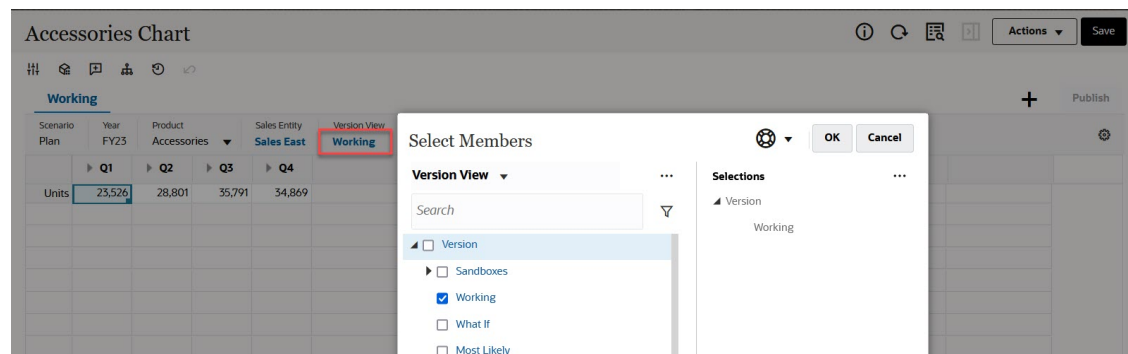 Accessories Chart
Actions
Save
Working
Publish
Scenario Year Product Sales Entity Version View
Plan FY23 Accessories Sales East Working
Q1 Q2 Q3 Q4
Units 23,526 28,801 35,791 34,869
Select Members
OK Cancel
Version View
Search
Version
Sandboxes
Working
What If
Most Likely
Selections
Version
Working